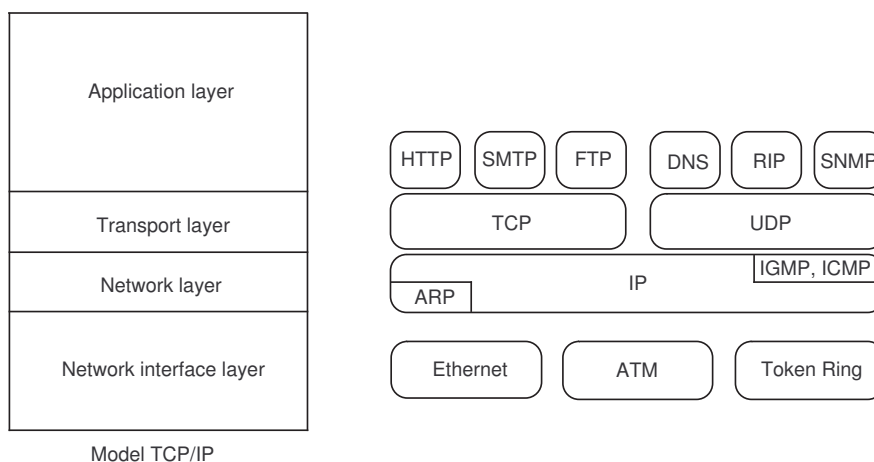 Application layer
HTTP SMTP FTP DNS RIP SNMP
Transport layer TCP UDP
IGMP, ICMP
Network layer IP
ARP
Network interface layer Ethernet ATM Token Ring
Model TCP/IP